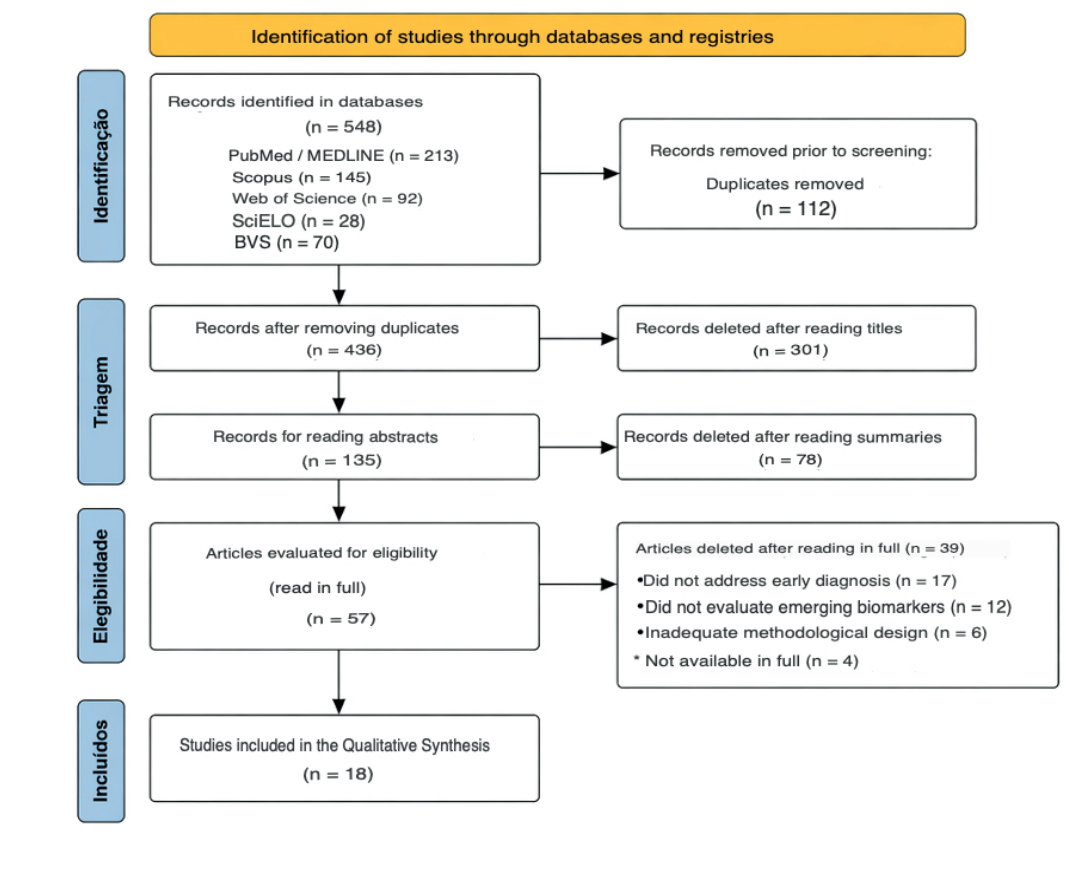 Identification of studies through databases and registries
Identificação
Records identified in databases
(n = 548)
PubMed / MEDLINE (n = 213)
Scopus (n = 145)
Web of Science (n = 92)
SciELO (n = 28)
BVS (n = 70)
Records removed prior to screening:
Duplicates removed
(n = 112)
Triagem
Records after removing duplicates
(n = 436)
Records deleted after reading titles
(n = 301)
Records for reading abstracts
(n = 135)
Records deleted after reading summaries
(n = 78)
Elegibilidade
Articles evaluated for eligibility
(read in full)
(n = 57)
Articles deleted after reading in full (n = 39)
•Did not address early diagnosis (n = 17)
•Did not evaluate emerging biomarkers (n = 12)
•Inadequate methodological design (n = 6)
* Not available in full (n = 4)
Incluídos
Studies included in the Qualitative Synthesis
(n = 18)